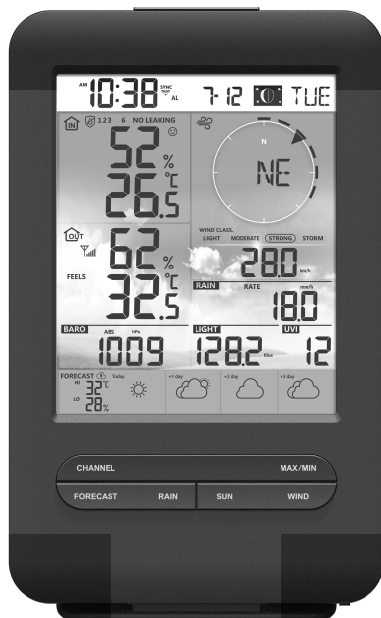 AM 10:38 SYNC AL 7-12 TUE
IN 1 2 3 6 NO LEAKING
52 %
26.5 °C
N
NE
WIND CLASS.
LIGHT MODERATE STRONG STORM
28.0 km/h
OUT
62 %
FEELS 32.5 °C
RAIN RATE mm/h
18.0
BARO ABS hPa
1009
LIGHT
128.2 Klux
UVI
12
FORECAST Today +1 day +2 day +3 day
HI 32 °C
LO 28 %
CHANNEL MAX/MIN
FORECAST RAIN SUN WIND